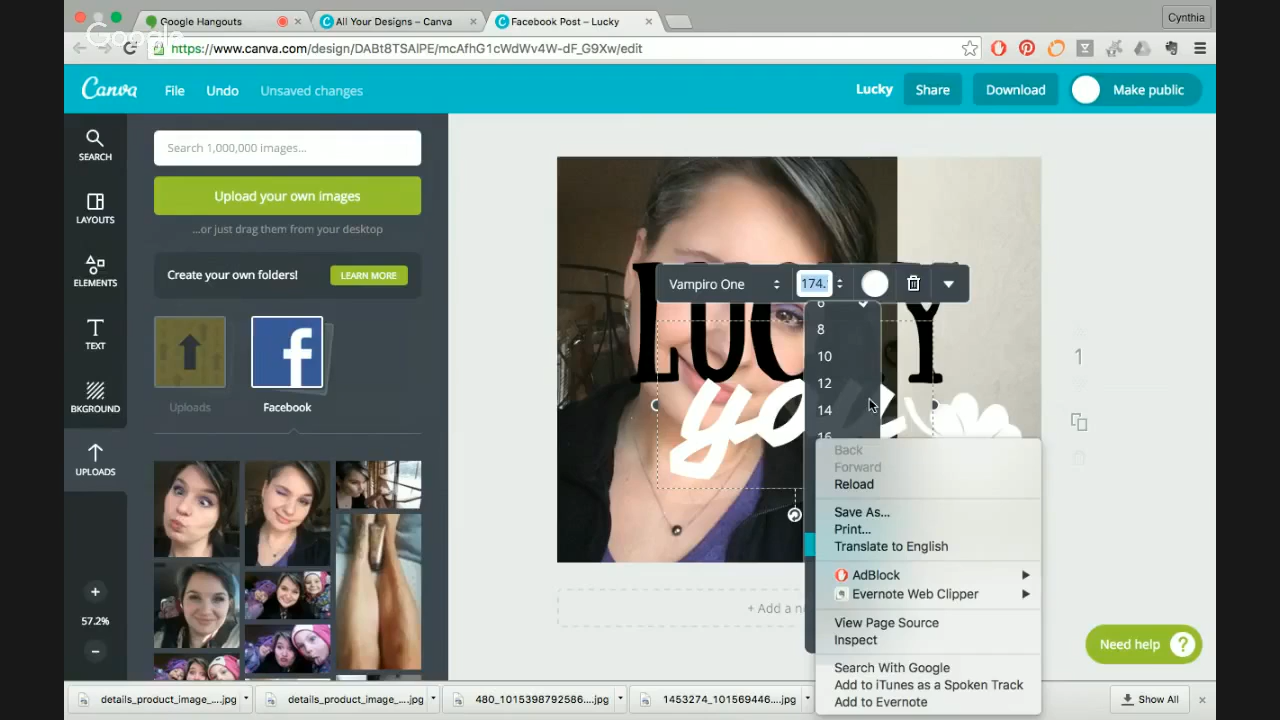 Google Hangouts
All Your Designs – Canva
Facebook Post – Lucky
Cynthia
Google
https://www.canva.com/design/DABt8TSAlPE/mcAfhG1cWdWv4W-dF_G9Xw/edit
Canva
File
Undo
Unsaved changes
Lucky
Share
Download
Make public
SEARCH
LAYOUTS
ELEMENTS
TEXT
BKGROUND
UPLOADS
57.2%
Search 1,000,000 images...
Upload your own images
...or just drag them from your desktop
Create your own folders!
LEARN MORE
Uploads
Facebook
Vampiro One
174.
6
8
10
12
14
16
LUCKY
you
1
+ Add a
Back
Forward
Reload
Save As...
Print...
Translate to English
AdBlock
Evernote Web Clipper
View Page Source
Inspect
Search With Google
Add to iTunes as a Spoken Track
Add to Evernote
Need help ?
details_product_image_....jpg
details_product_image_....jpg
480_1015398792586....jpg
1453274_101569446....jpg
Show All